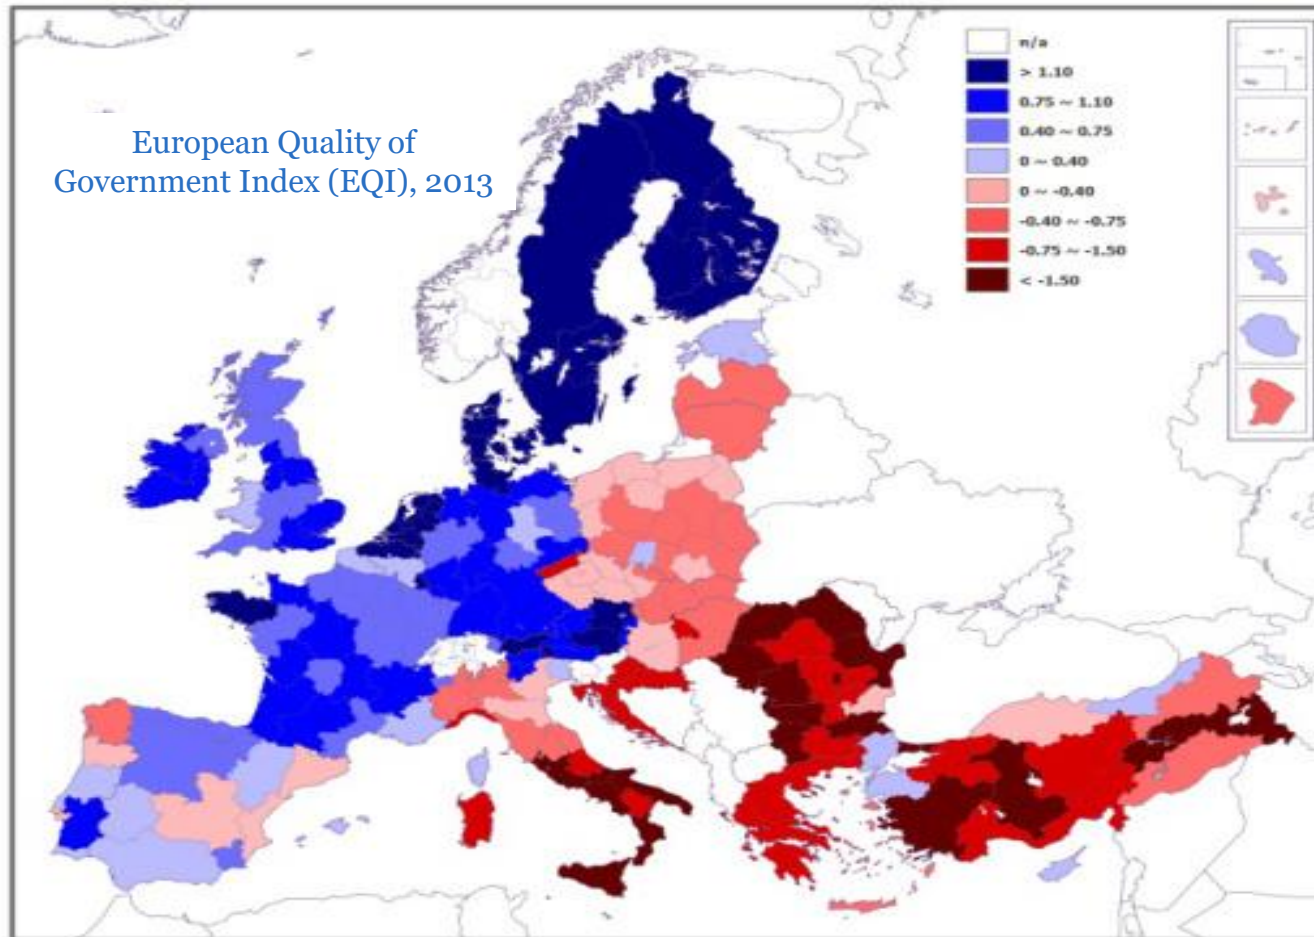 European Quality of
Government Index (EQI), 2013
n/a
> 1.10
0.75 ~ 1.10
0.40 ~ 0.75
0 ~ 0.40
0 ~ -0.40
-0.40 ~ -0.75
-0.75 ~ -1.50
< -1.50